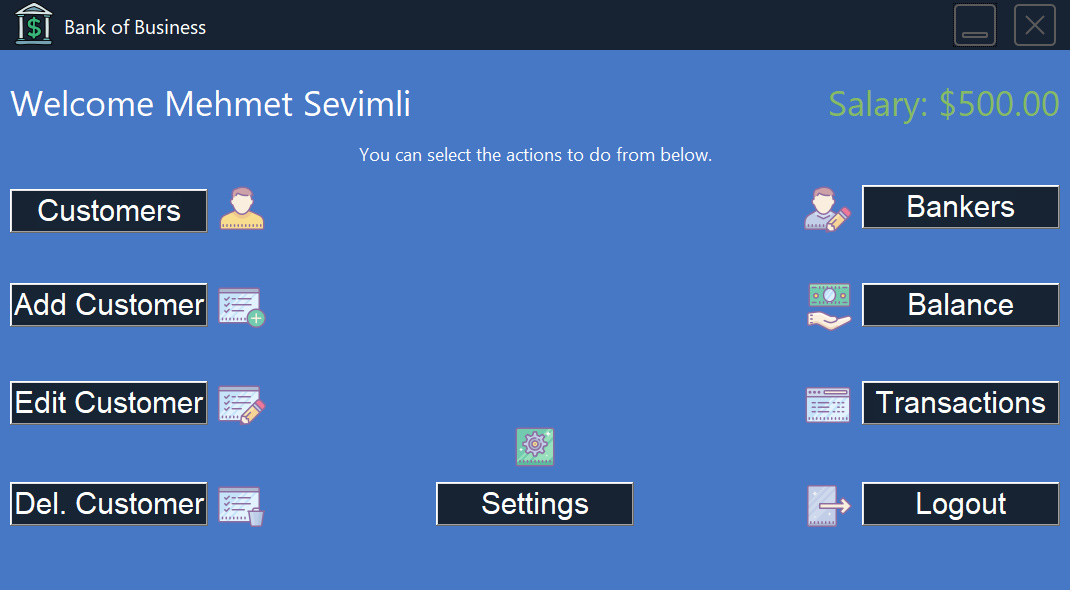 Bank of Business
Welcome Mehmet Sevimli
Salary: $500.00
You can select the actions to do from below.
Customers
Bankers
Add Customer
Balance
Edit Customer
Transactions
Del. Customer
Settings
Logout